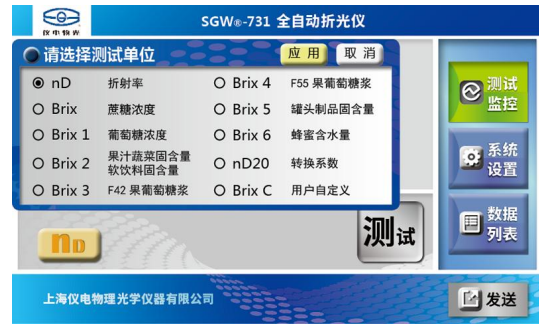 仪电物光
SGW®-731 全自动折光仪
请选择测试单位
应用 取消
nD 折射率
Brix 4 F55 果葡萄糖浆
Brix 蔗糖浓度
Brix 5 罐头制品固含量
Brix 1 葡萄糖浓度
Brix 6 蜂蜜含水量
Brix 2 果汁蔬菜固含量
软饮料固含量
nD20 转换系数
Brix 3 F42 果葡萄糖浆
Brix C 用户自定义
测试
监控
系统
设置
数据
列表
nD
测试
上海仪电物理光学仪器有限公司
发送